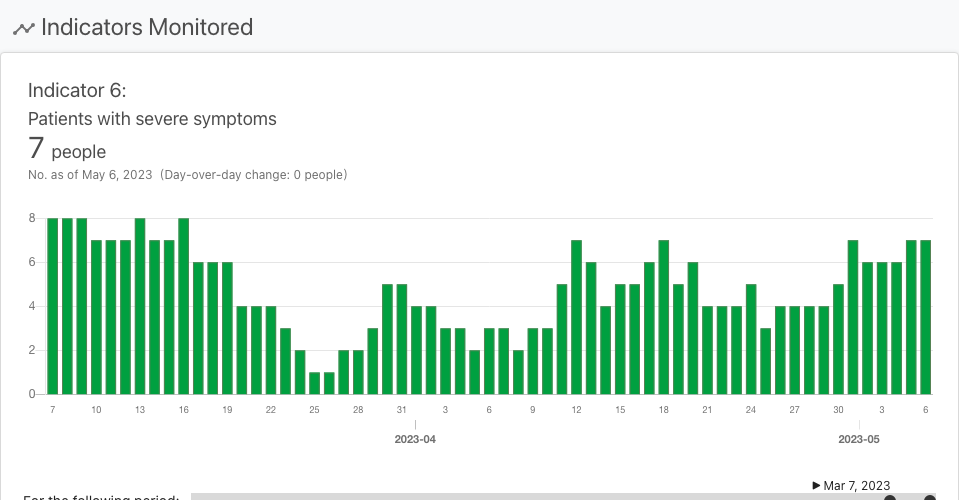 Indicators Monitored
Indicator 6:
Patients with severe symptoms
7 people
No. as of May 6, 2023 (Day-over-day change: 0 people)
8
6
4
2
0
7 10 13 16 19 22 25 28 31 3 6 9 12 15 18 21 24 27 30 3 6
2023-04 2023-05
▶ Mar 7, 2023
For the following period: